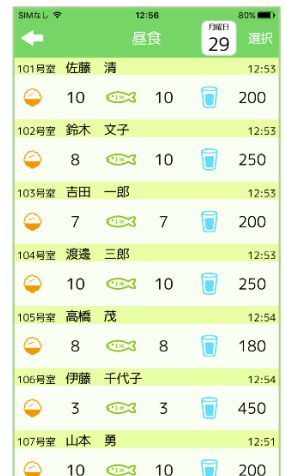 SIMなし 12:56 80%
昼食 月曜日 29 選択
101号室 佐藤 清 12:53
10 10 200
102号室 鈴木 文子 12:53
8 10 250
103号室 吉田 一郎 12:53
7 7 200
104号室 渡邉 三郎 12:53
10 10 250
105号室 高橋 茂 12:54
8 8 180
106号室 伊藤 千代子 12:54
3 3 450
107号室 山本 勇 12:51
10 10 200